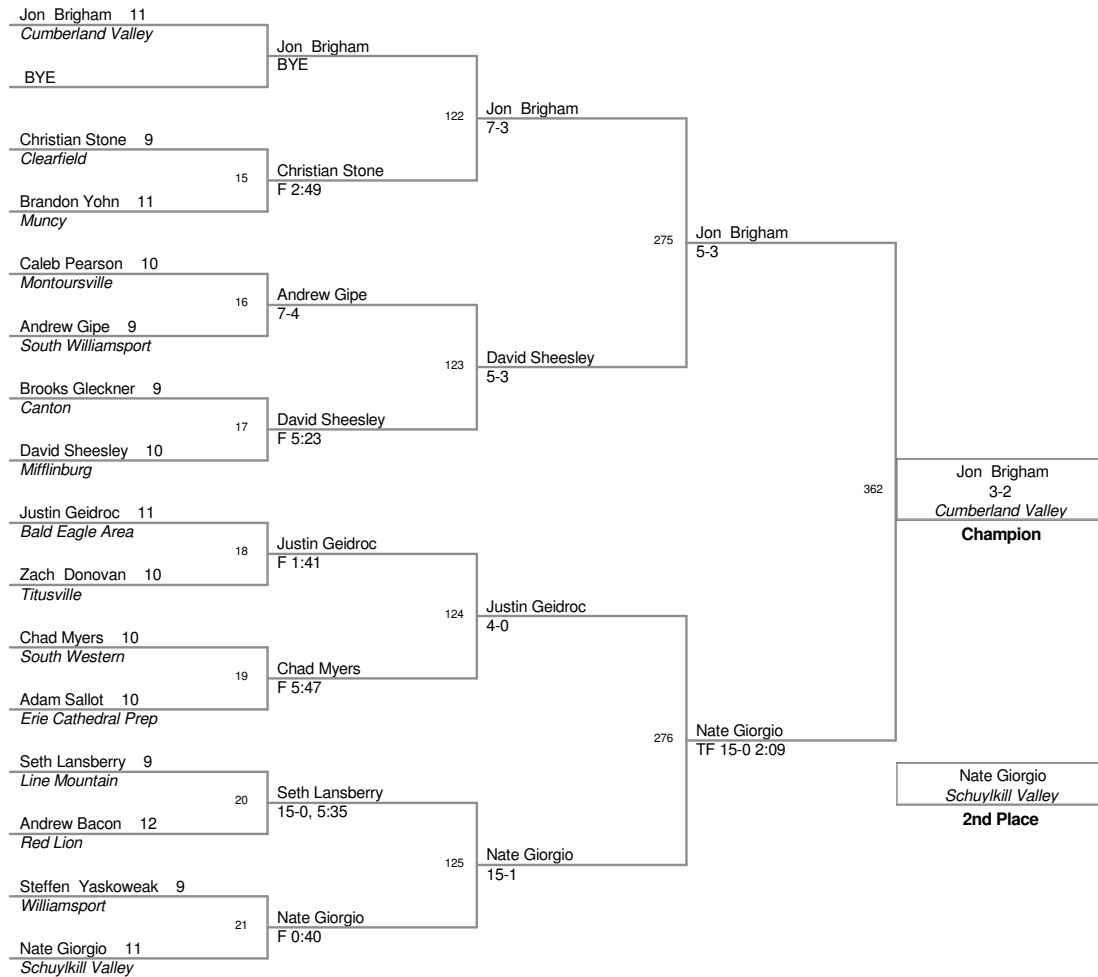 Jon Brigham 11
Cumberland Valley
BYE
Christian Stone 9
Clearfield
Brandon Yohn 11
Muncy
Caleb Pearson 10
Montoursville
Andrew Gipe 9
South Williamsport
Brooks Gleckner 9
Canton
David Sheesley 10
Mifflinburg
Justin Geidroc 11
Bald Eagle Area
Zach Donovan 10
Titusville
Chad Myers 10
South Western
Adam Sallot 10
Erie Cathedral Prep
Seth Lansberry 9
Line Mountain
Andrew Bacon 12
Red Lion
Steffen Yaskoweak 9
Williamsport
Nate Giorgio 11
Schuylkill Valley
15
16
17
18
19
20
21
Jon Brigham
BYE
Christian Stone
F 2:49
Andrew Gipe
7-4
David Sheesley
F 5:23
Justin Geidroc
F 1:41
Chad Myers
F 5:47
Seth Lansberry
15-0, 5:35
Nate Giorgio
F 0:40
122
123
124
125
Jon Brigham
7-3
David Sheesley
5-3
Justin Geidroc
4-0
Nate Giorgio
15-1
275
276
Jon Brigham
5-3
Nate Giorgio
TF 15-0 2:09
362
Jon Brigham
3-2
Cumberland Valley
Champion
Nate Giorgio
Schuylkill Valley
2nd Place